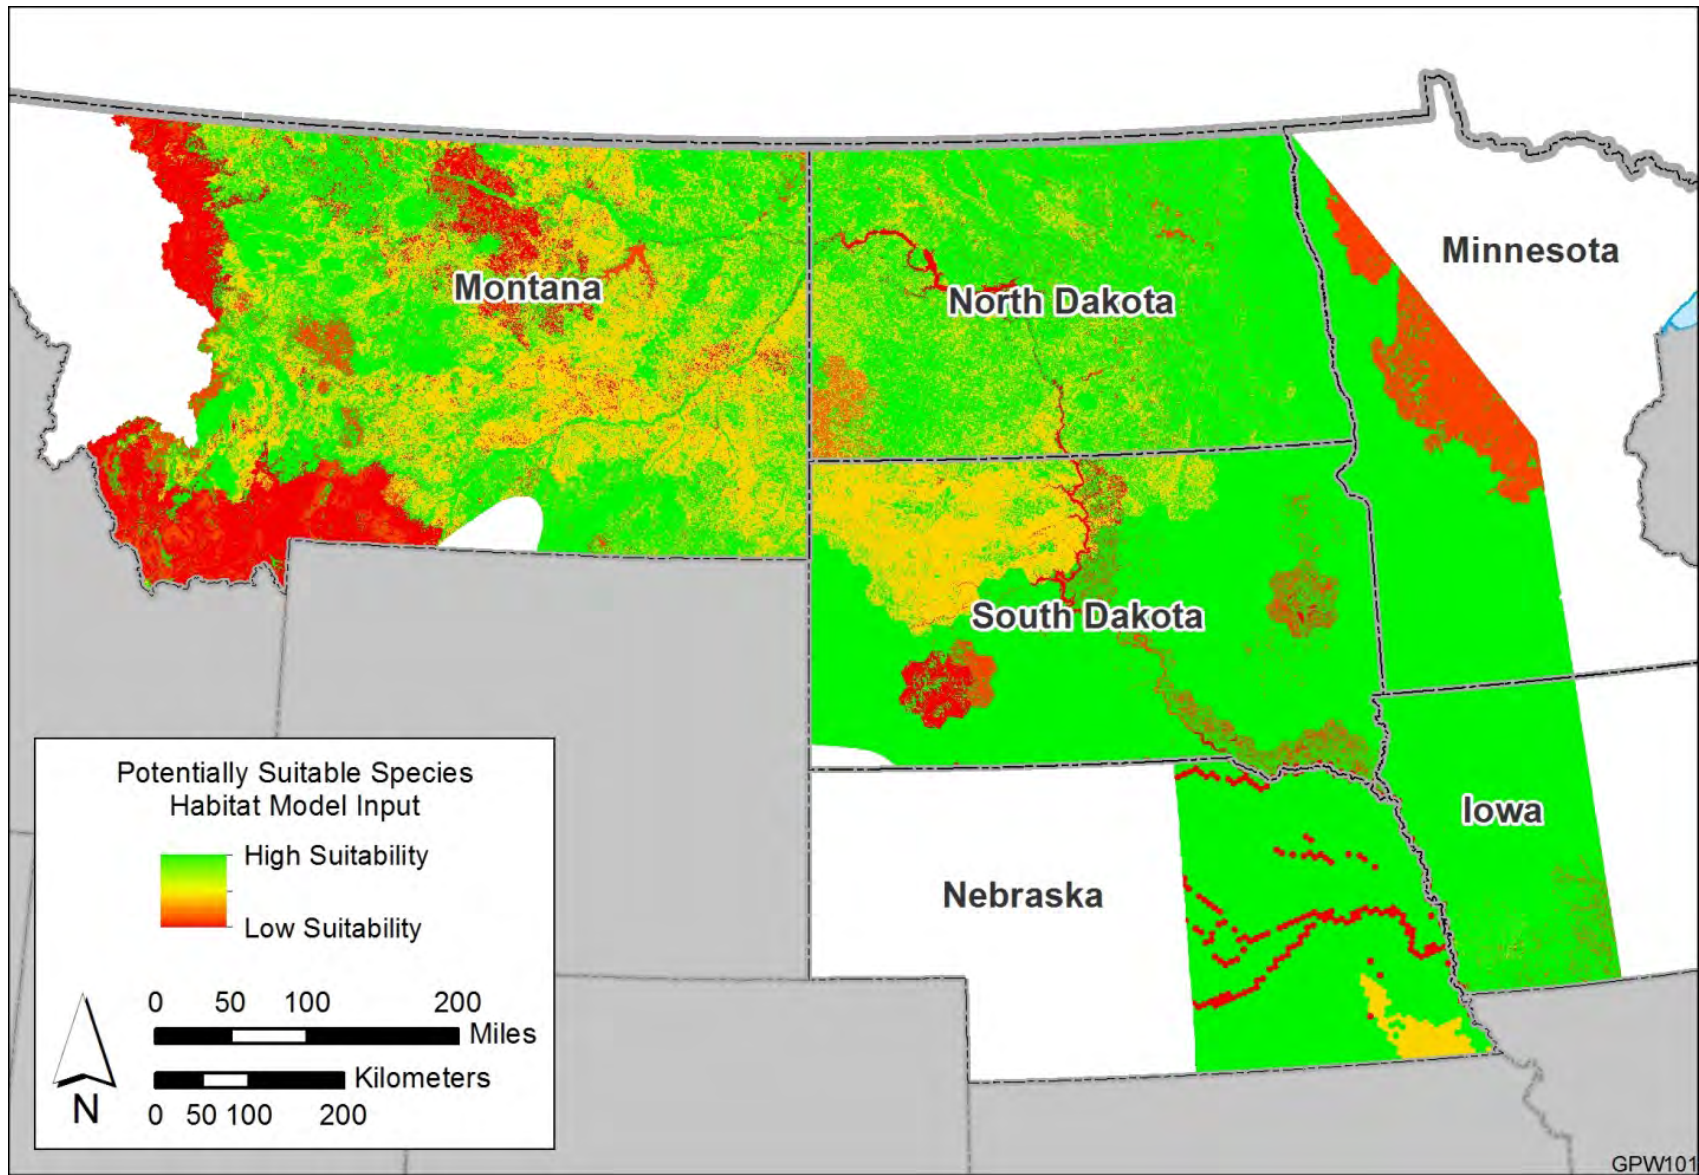 Minnesota
Montana
North Dakota
South Dakota
Iowa
Nebraska
Potentially Suitable Species
Habitat Model Input
High Suitability
Low Suitability
0 50 100 200
Miles
Kilometers
0 50 100 200
N
GPW101